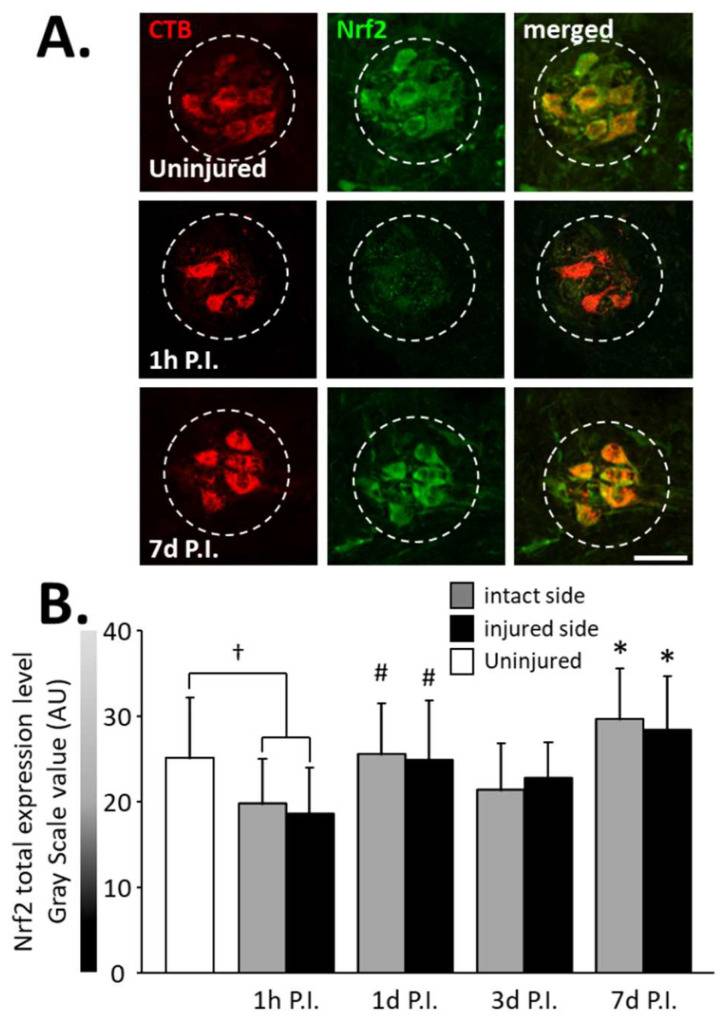 A.
CTB Nrf2 merged
Uninjured
1h P.I.
7d P.I.
B.
intact side
injured side
Uninjured
Nrf2 total expression level
Gray Scale value (AU)
40
30
20
10
0
†
# #
* *
1h P.I. 1d P.I. 3d P.I. 7d P.I.